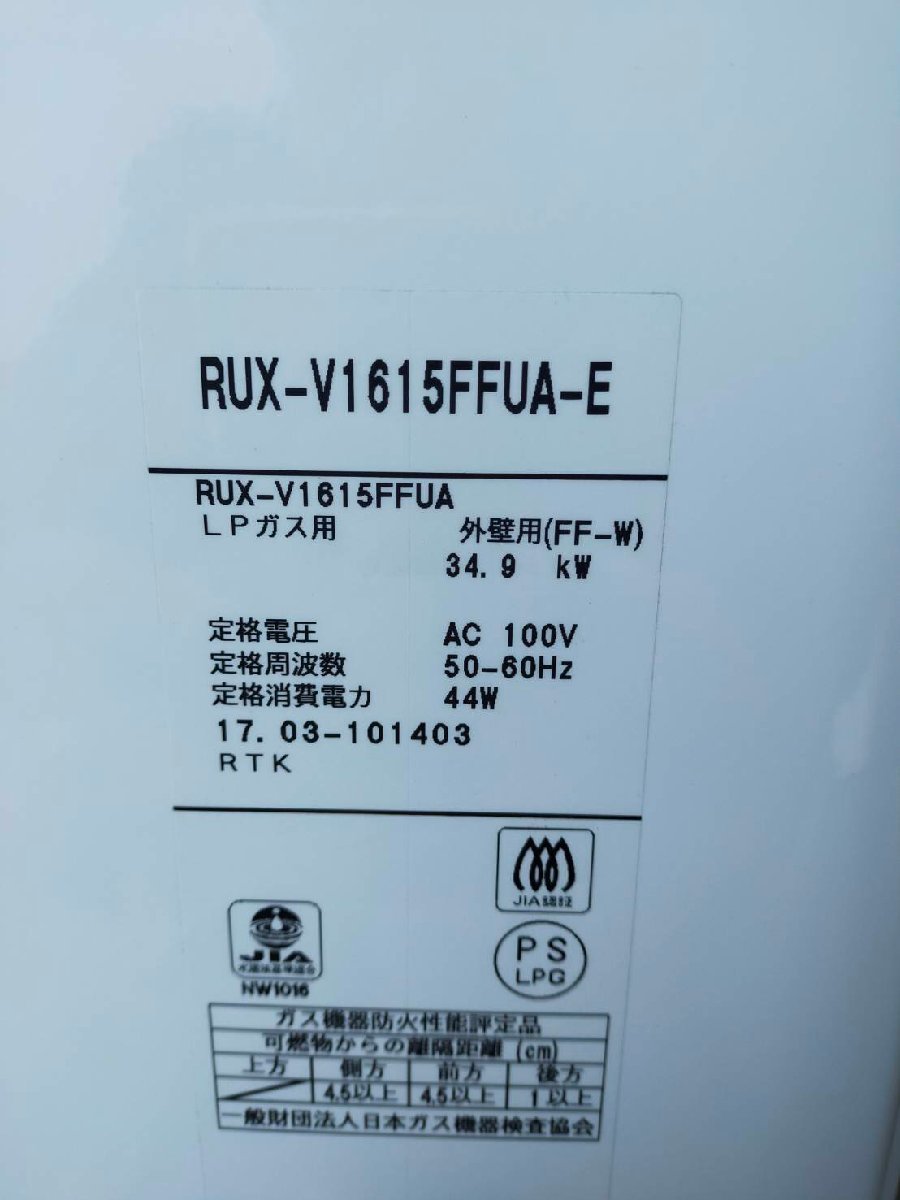 RUX-V1615FFUA-E
RUX-V1615FFUA
LPガス用 外壁用(FF-W)
34.9 kW
定格電圧 AC 100V
定格周波数 50-60Hz
定格消費電力 44W
17. 03-101403
RTK
JIA認証
JIA
NW1016
PS
LPG
ガス機器防火性能評定品
可燃物からの離隔距離 (cm)
上方 側方 前方 後方
4.5以上 4.5以上 1以上
一般財団法人日本ガス機器検査協会